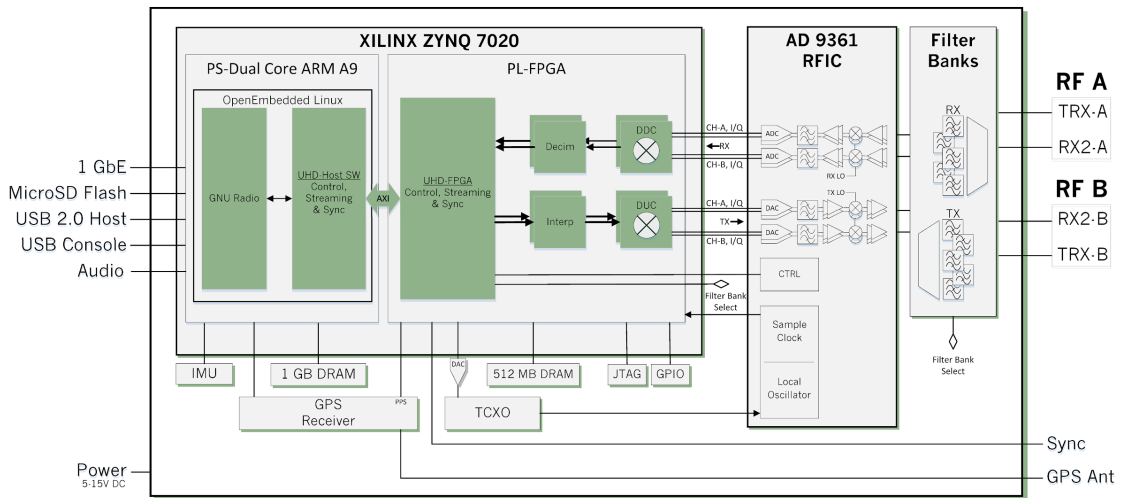 XILINX ZYNQ 7020
PS-Dual Core ARM A9
PL-FPGA
OpenEmbedded Linux
GNU Radio
UHD-Host SW
Control,
Streaming
& Sync
AXI
UHD-FPGA
Control, Streaming
& Sync
Decim
DDC
Interp
DUC
CH-A, I/Q
RX
CH-B, I/Q
CH-A, I/Q
TX
CH-B, I/Q
Filter Bank
Select
AD 9361
RFIC
ADC
ADC
RX LO
TX LO
DAC
DAC
CTRL
Sample
Clock
Local
Oscillator
Filter
Banks
RX
TX
Filter Bank
Select
RF A
TRX-A
RX2-A
RF B
RX2-B
TRX-B
1 GbE
MicroSD Flash
USB 2.0 Host
USB Console
Audio
IMU
1 GB DRAM
DAC
512 MB DRAM
JTAG
GPIO
GPS
Receiver
PPS
TCXO
Sync
GPS Ant
Power
5-15V DC